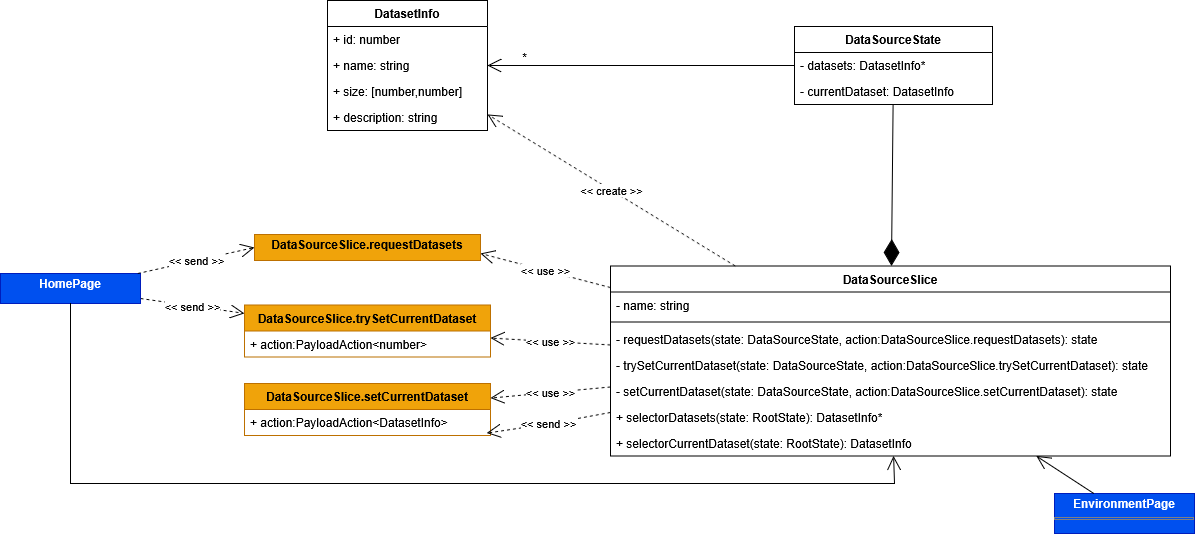 DatasetInfo
+ id: number
+ name: string
+ size: [number,number]
+ description: string
*
DataSourceState
- datasets: DatasetInfo*
- currentDataset: DatasetInfo
<< create >>
DataSourceSlice.requestDatasets
<< send >>
<< use >>
HomePage
<< send >>
DataSourceSlice.trySetCurrentDataset
+ action:PayloadAction<number>
<< use >>
DataSourceSlice.setCurrentDataset
+ action:PayloadAction<DatasetInfo>
<< use >>
<< send >>
DataSourceSlice
- name: string
- requestDatasets(state: DataSourceState, action:DataSourceSlice.requestDatasets): state
- trySetCurrentDataset(state: DataSourceState, action:DataSourceSlice.trySetCurrentDataset): state
- setCurrentDataset(state: DataSourceState, action:DataSourceSlice.setCurrentDataset): state
+ selectorDatasets(state: RootState): DatasetInfo*
+ selectorCurrentDataset(state: RootState): DatasetInfo
EnvironmentPage